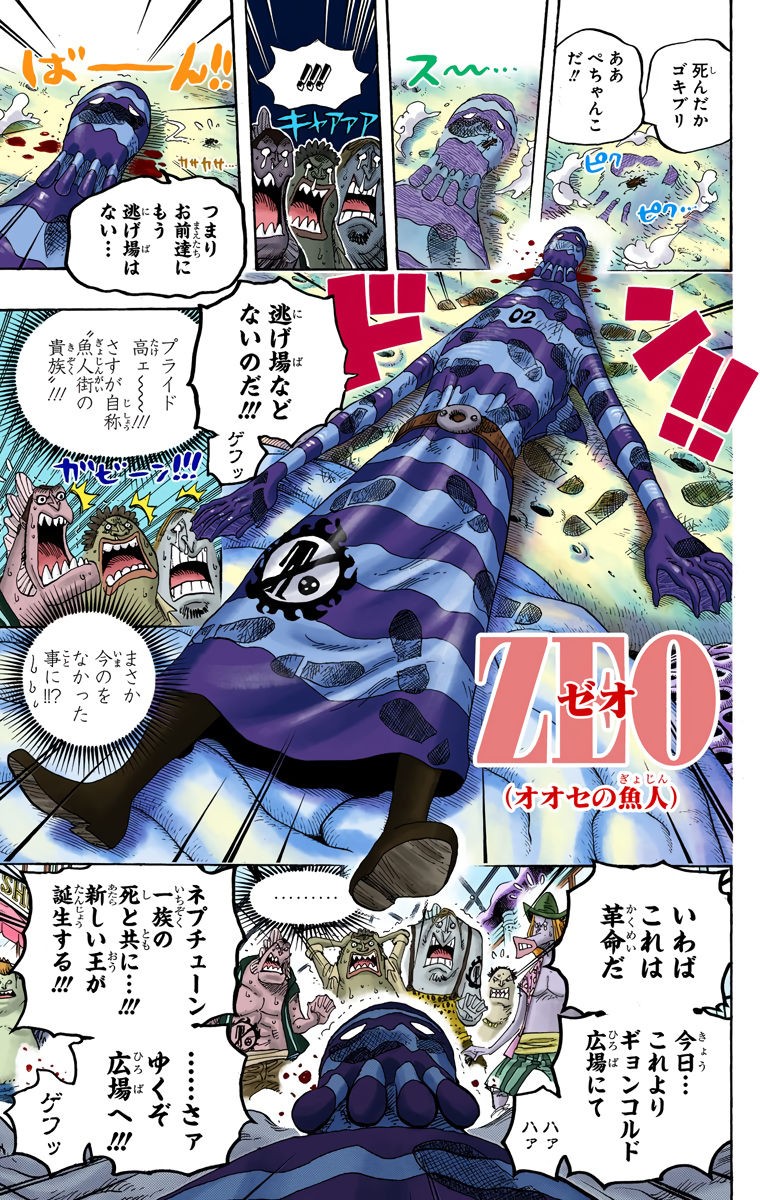 死んだか
ゴキブリ
ああ
ぺちゃんこ
だ!!
ピク
ピク…
ス～～…
!!!
キャアアア
ばーーん!!
カサカサ…
つまり
お前達に
もう
逃げ場は
ない…
ドン!!
02
逃げ場など
ないのだ!!!
ゲフッ
プライド
高ェ～～～!!!
さすが自称
“魚人街の
貴族”!!!
ガビーン!!!
まさか
今のを
なかった
事に!!?
ZEO
ゼオ
(オオセの魚人)
いわば
これは
革命だ
今日…
これより
ギョンコルド
広場にて
ハァ
ハァ
………
ネプチューン
一族の
死と共に…!!!
新しい王が
誕生する!!!
……さァ
ゆくぞ
広場へ!!!
ゲフッ